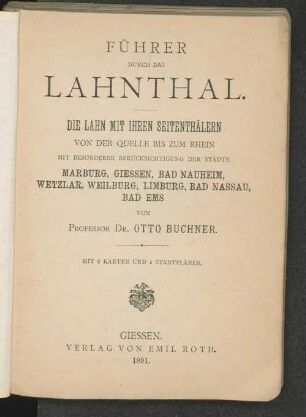 FÜHRER
DURCH DAS
LAHNTHAL.
DIE LAHN MIT IHREN SEITENTHÄLERN
VON DER QUELLE BIS ZUM RHEIN
MIT BESONDERER BERÜCKSICHTIGUNG DER STÄDTE
MARBURG, GIESSEN, BAD NAUHEIM,
WETZLAR, WEILBURG, LIMBURG, BAD NASSAU,
BAD EMS
VON
PROFESSOR DR. OTTO BUCHNER.
MIT KARTEN UND 2 STADTPLÄNEN.
GIESSEN.
VERLAG VON EMIL ROTH.
1891.